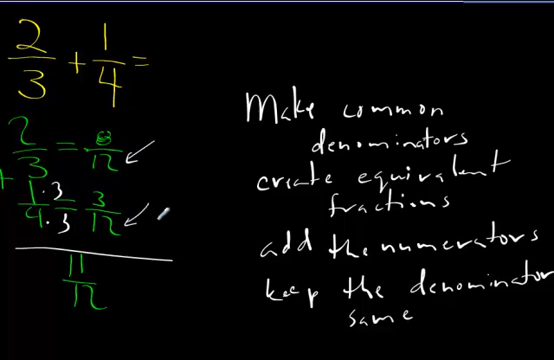 2/3 + 1/4 =
2/3 = 8/12
+ 1·3/4·3 = 3/12
11/12
Make common
denominators
create equivalent
fractions
add the numerators
keep the denominator
same